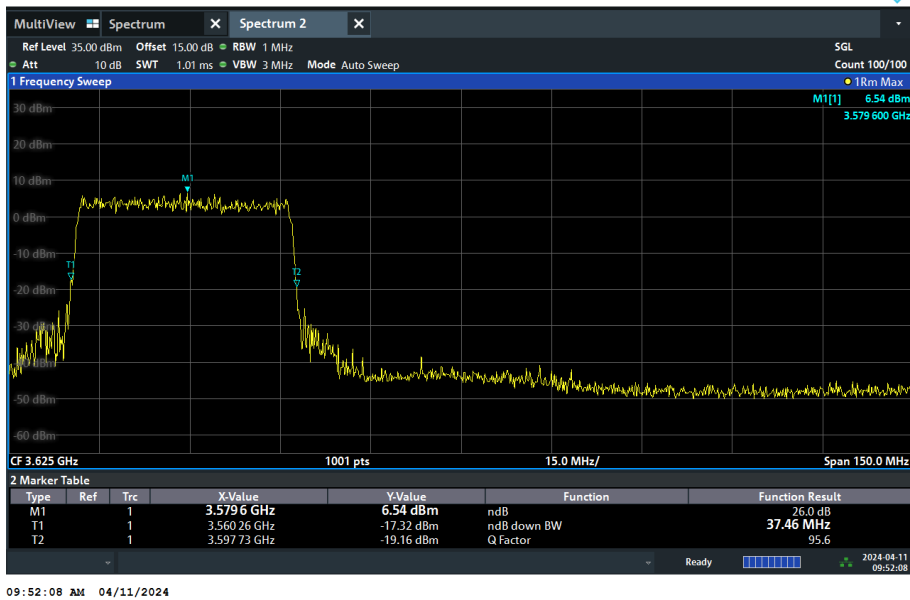 MultiView Spectrum X Spectrum 2 X
Ref Level 35.00 dBm Offset 15.00 dB RBW 1 MHz SGL
Att 10 dB SWT 1.01 ms VBW 3 MHz Mode Auto Sweep Count 100/100
1 Frequency Sweep 1Rm Max
M1[1] 6.54 dBm
3.579 600 GHz
30 dBm
20 dBm
M1
10 dBm
0 dBm
-10 dBm
T1
T2
-20 dBm
-30 dBm
-40 dBm
-50 dBm
-60 dBm
CF 3.625 GHz 1001 pts 15.0 MHz/ Span 150.0 MHz
2 Marker Table
Type Ref Trc X-Value Y-Value Function Function Result
M1 1 3.579 6 GHz 6.54 dBm ndB 26.0 dB
T1 1 3.560 26 GHz -17.32 dBm ndB down BW 37.46 MHz
T2 1 3.597 73 GHz -19.16 dBm Q Factor 95.6
Ready 2024-04-11
09:52:08
09:52:08 AM 04/11/2024